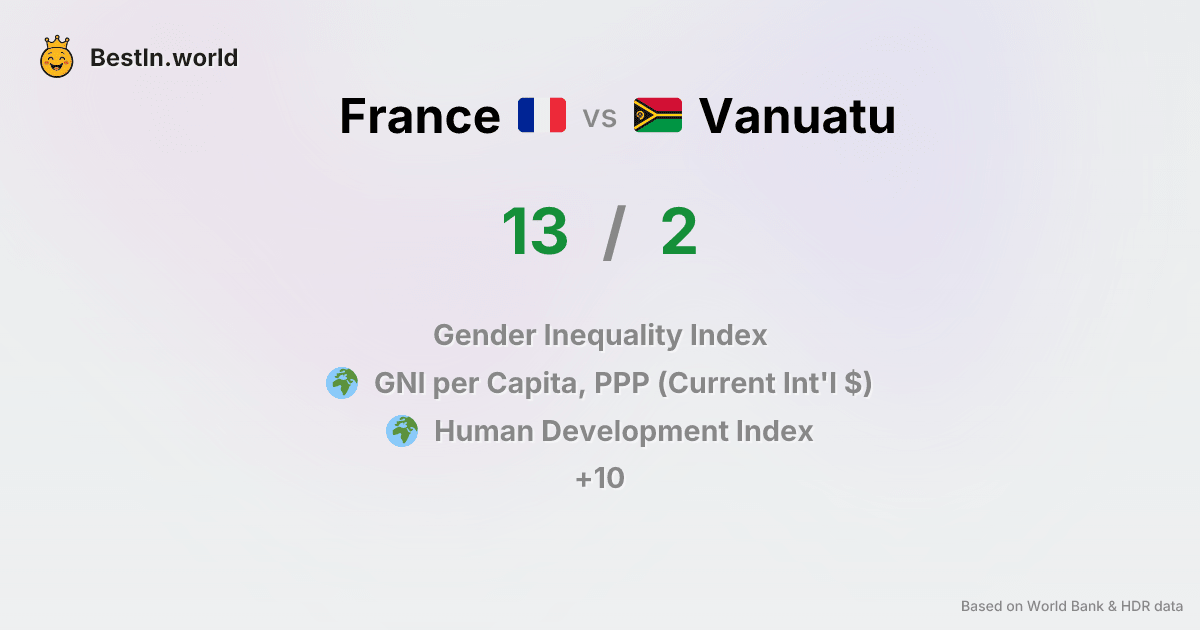 BestIn.world
France vs Vanuatu
13 / 2
Gender Inequality Index
GNI per Capita, PPP (Current Int'l $)
Human Development Index
+10
Based on World Bank & HDR data